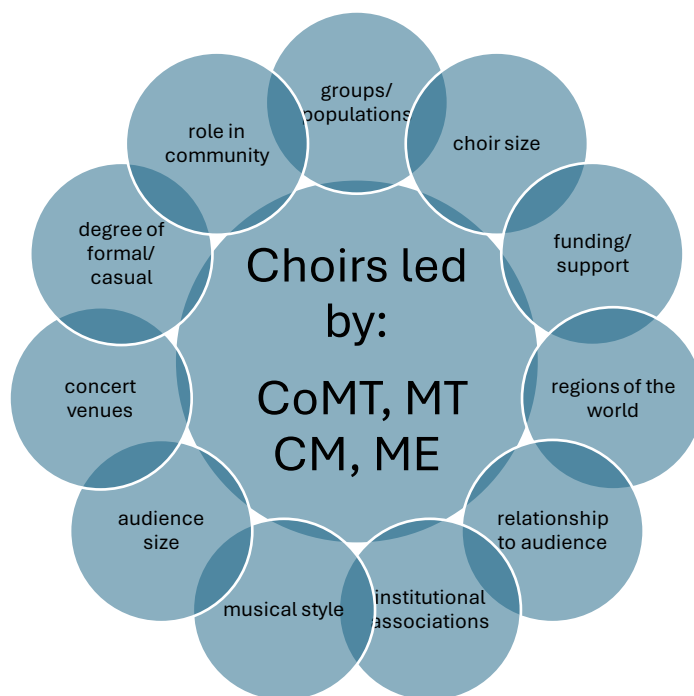 Choirs led
by:
CoMT, MT
CM, ME
groups/
populations
choir size
funding/
support
regions of the
world
relationship
to audience
institutional
associations
musical style
audience
size
concert
venues
degree of
formal/
casual
role in
community